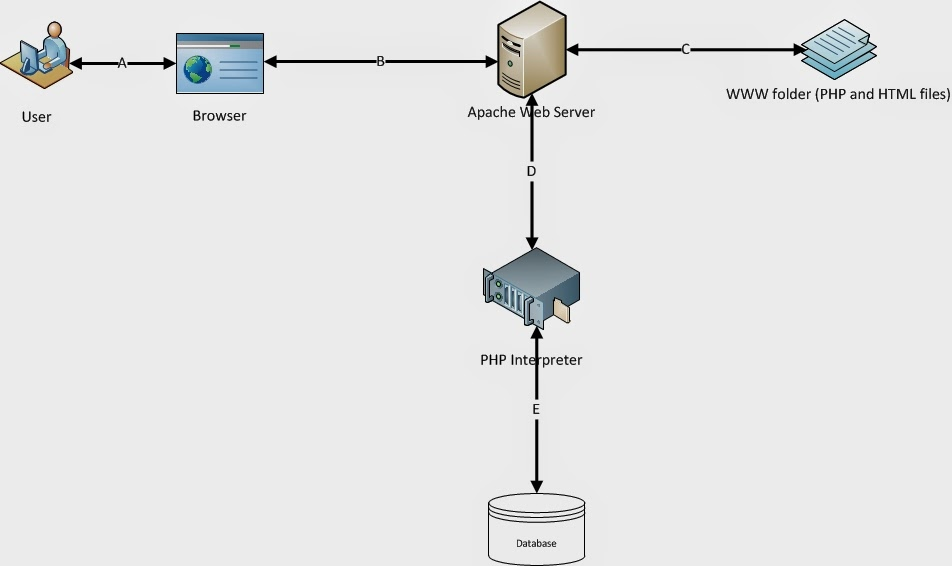 A
B
C
User
Browser
Apache Web Server
WWW folder (PHP and HTML files)
D
PHP Interpreter
E
Database